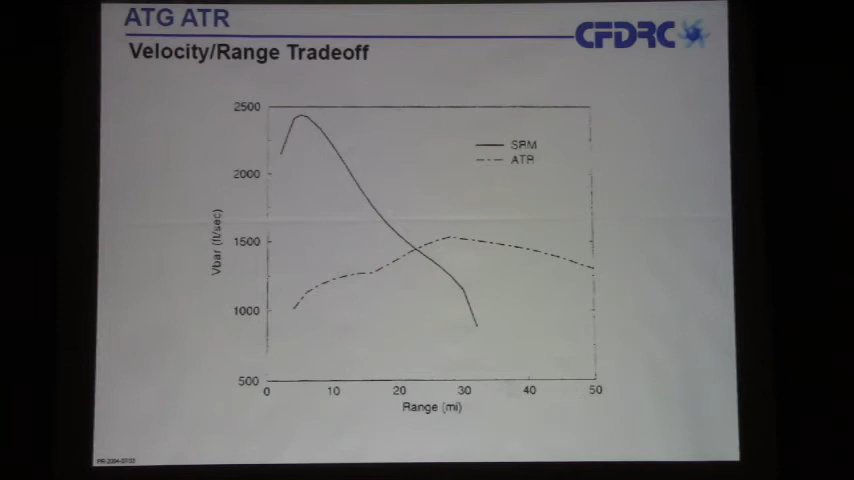 ATG ATR
CFDRC
Velocity/Range Tradeoff
2500
2000
1500
1000
500
Vbar (ft/sec)
SRM
ATR
0
10
20
30
40
50
Range (mi)